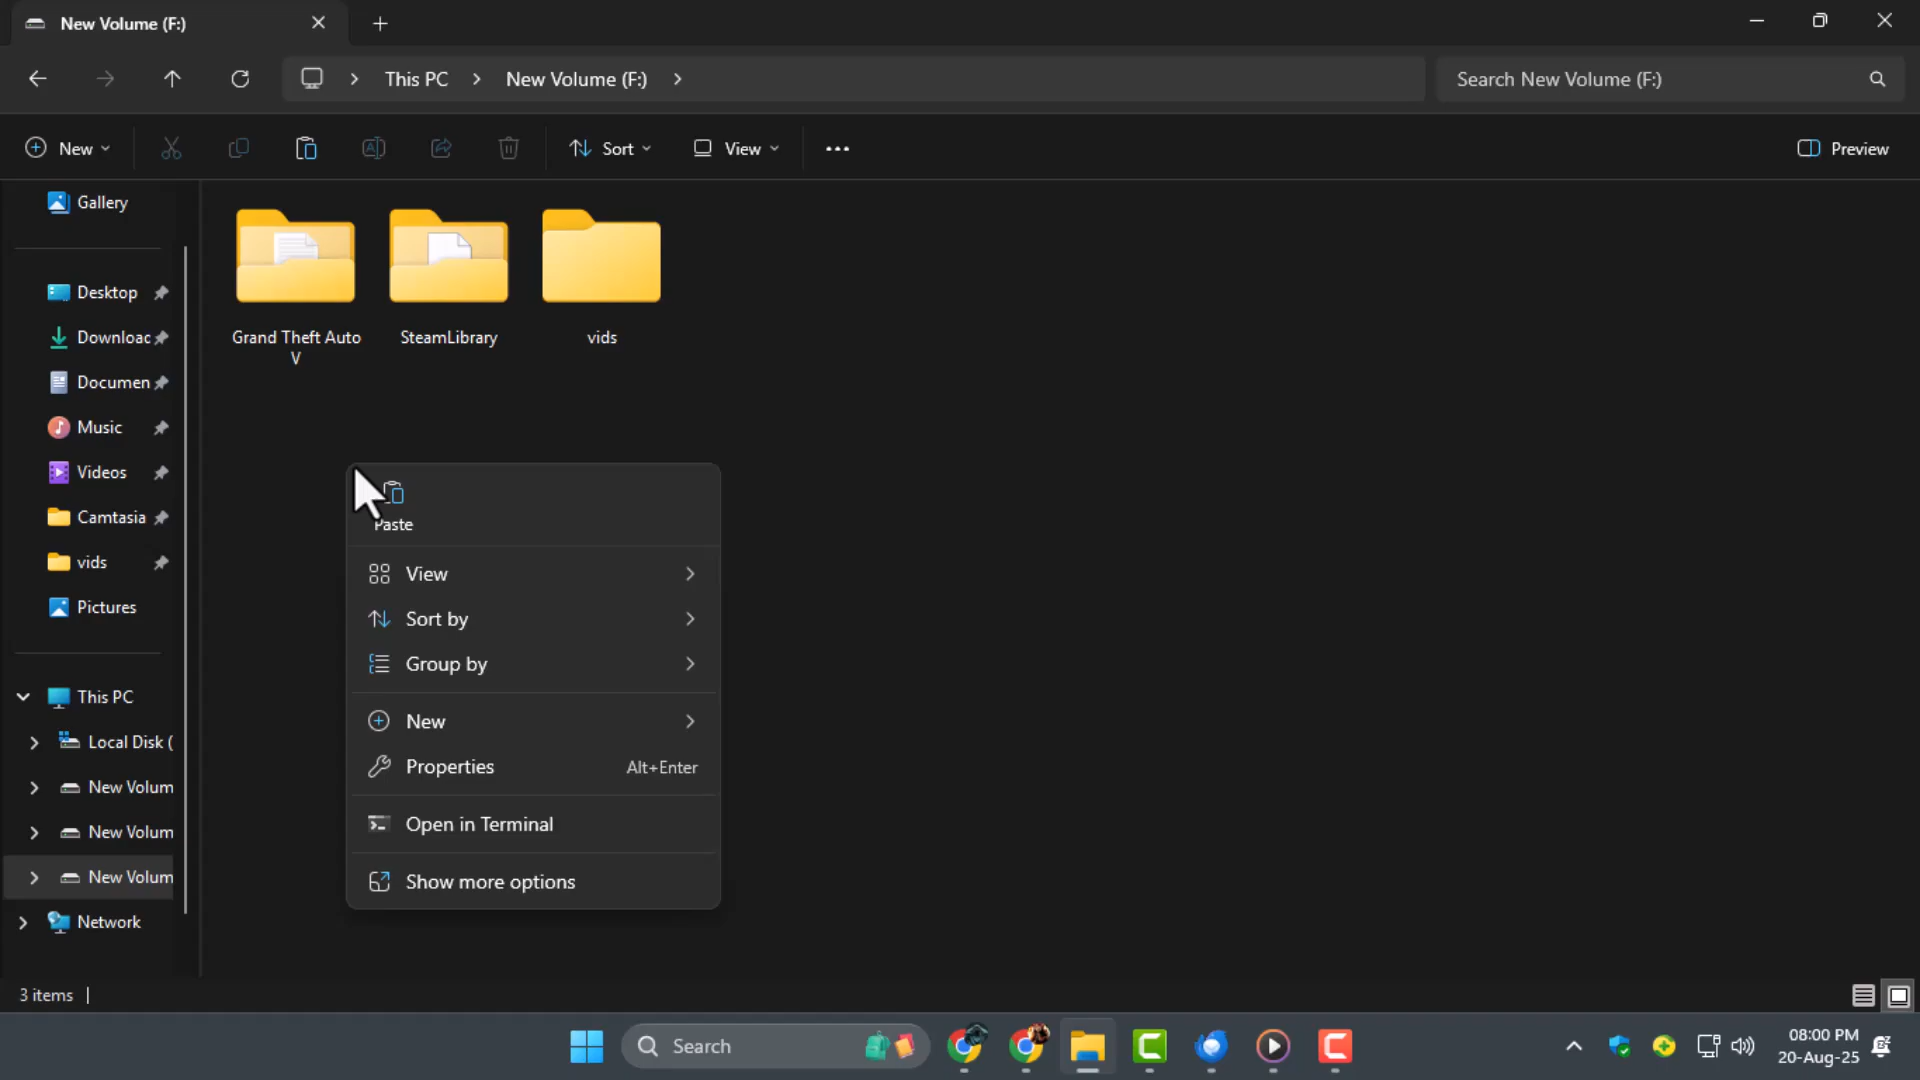 New Volume (F:)
This PC
New Volume (F:)
Search New Volume (F:)
New
Sort
View
Preview
Gallery
Desktop
Downloac
Documen
Music
Videos
Camtasia
vids
Pictures
This PC
Local Disk (
New Volum
New Volum
New Volum
Network
Grand Theft Auto
V
SteamLibrary
vids
Paste
View
Sort by
Group by
New
Properties Alt+Enter
Open in Terminal
Show more options
3 items
Search
08:00 PM
20-Aug-25